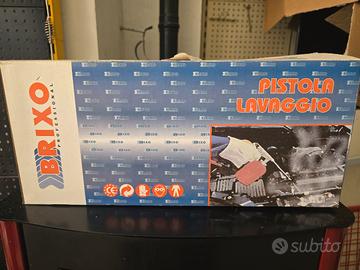 BRIXO
PROFESSIONAL
PISTOLA
LAVAGGIO
subito